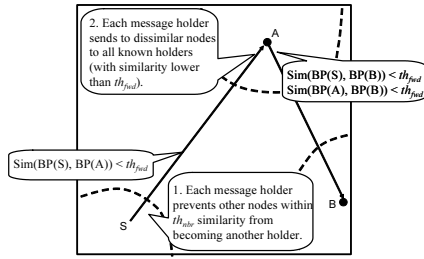 2. Each message holder
sends to dissimilar nodes
to all known holders
(with similarity lower
than th_fwd).
A
Sim(BP(S), BP(B)) < th_fwd
Sim(BP(A), BP(B)) < th_fwd
Sim(BP(S), BP(A)) < th_fwd
1. Each message holder
prevents other nodes within
th_nbr similarity from
becoming another holder.
S
B